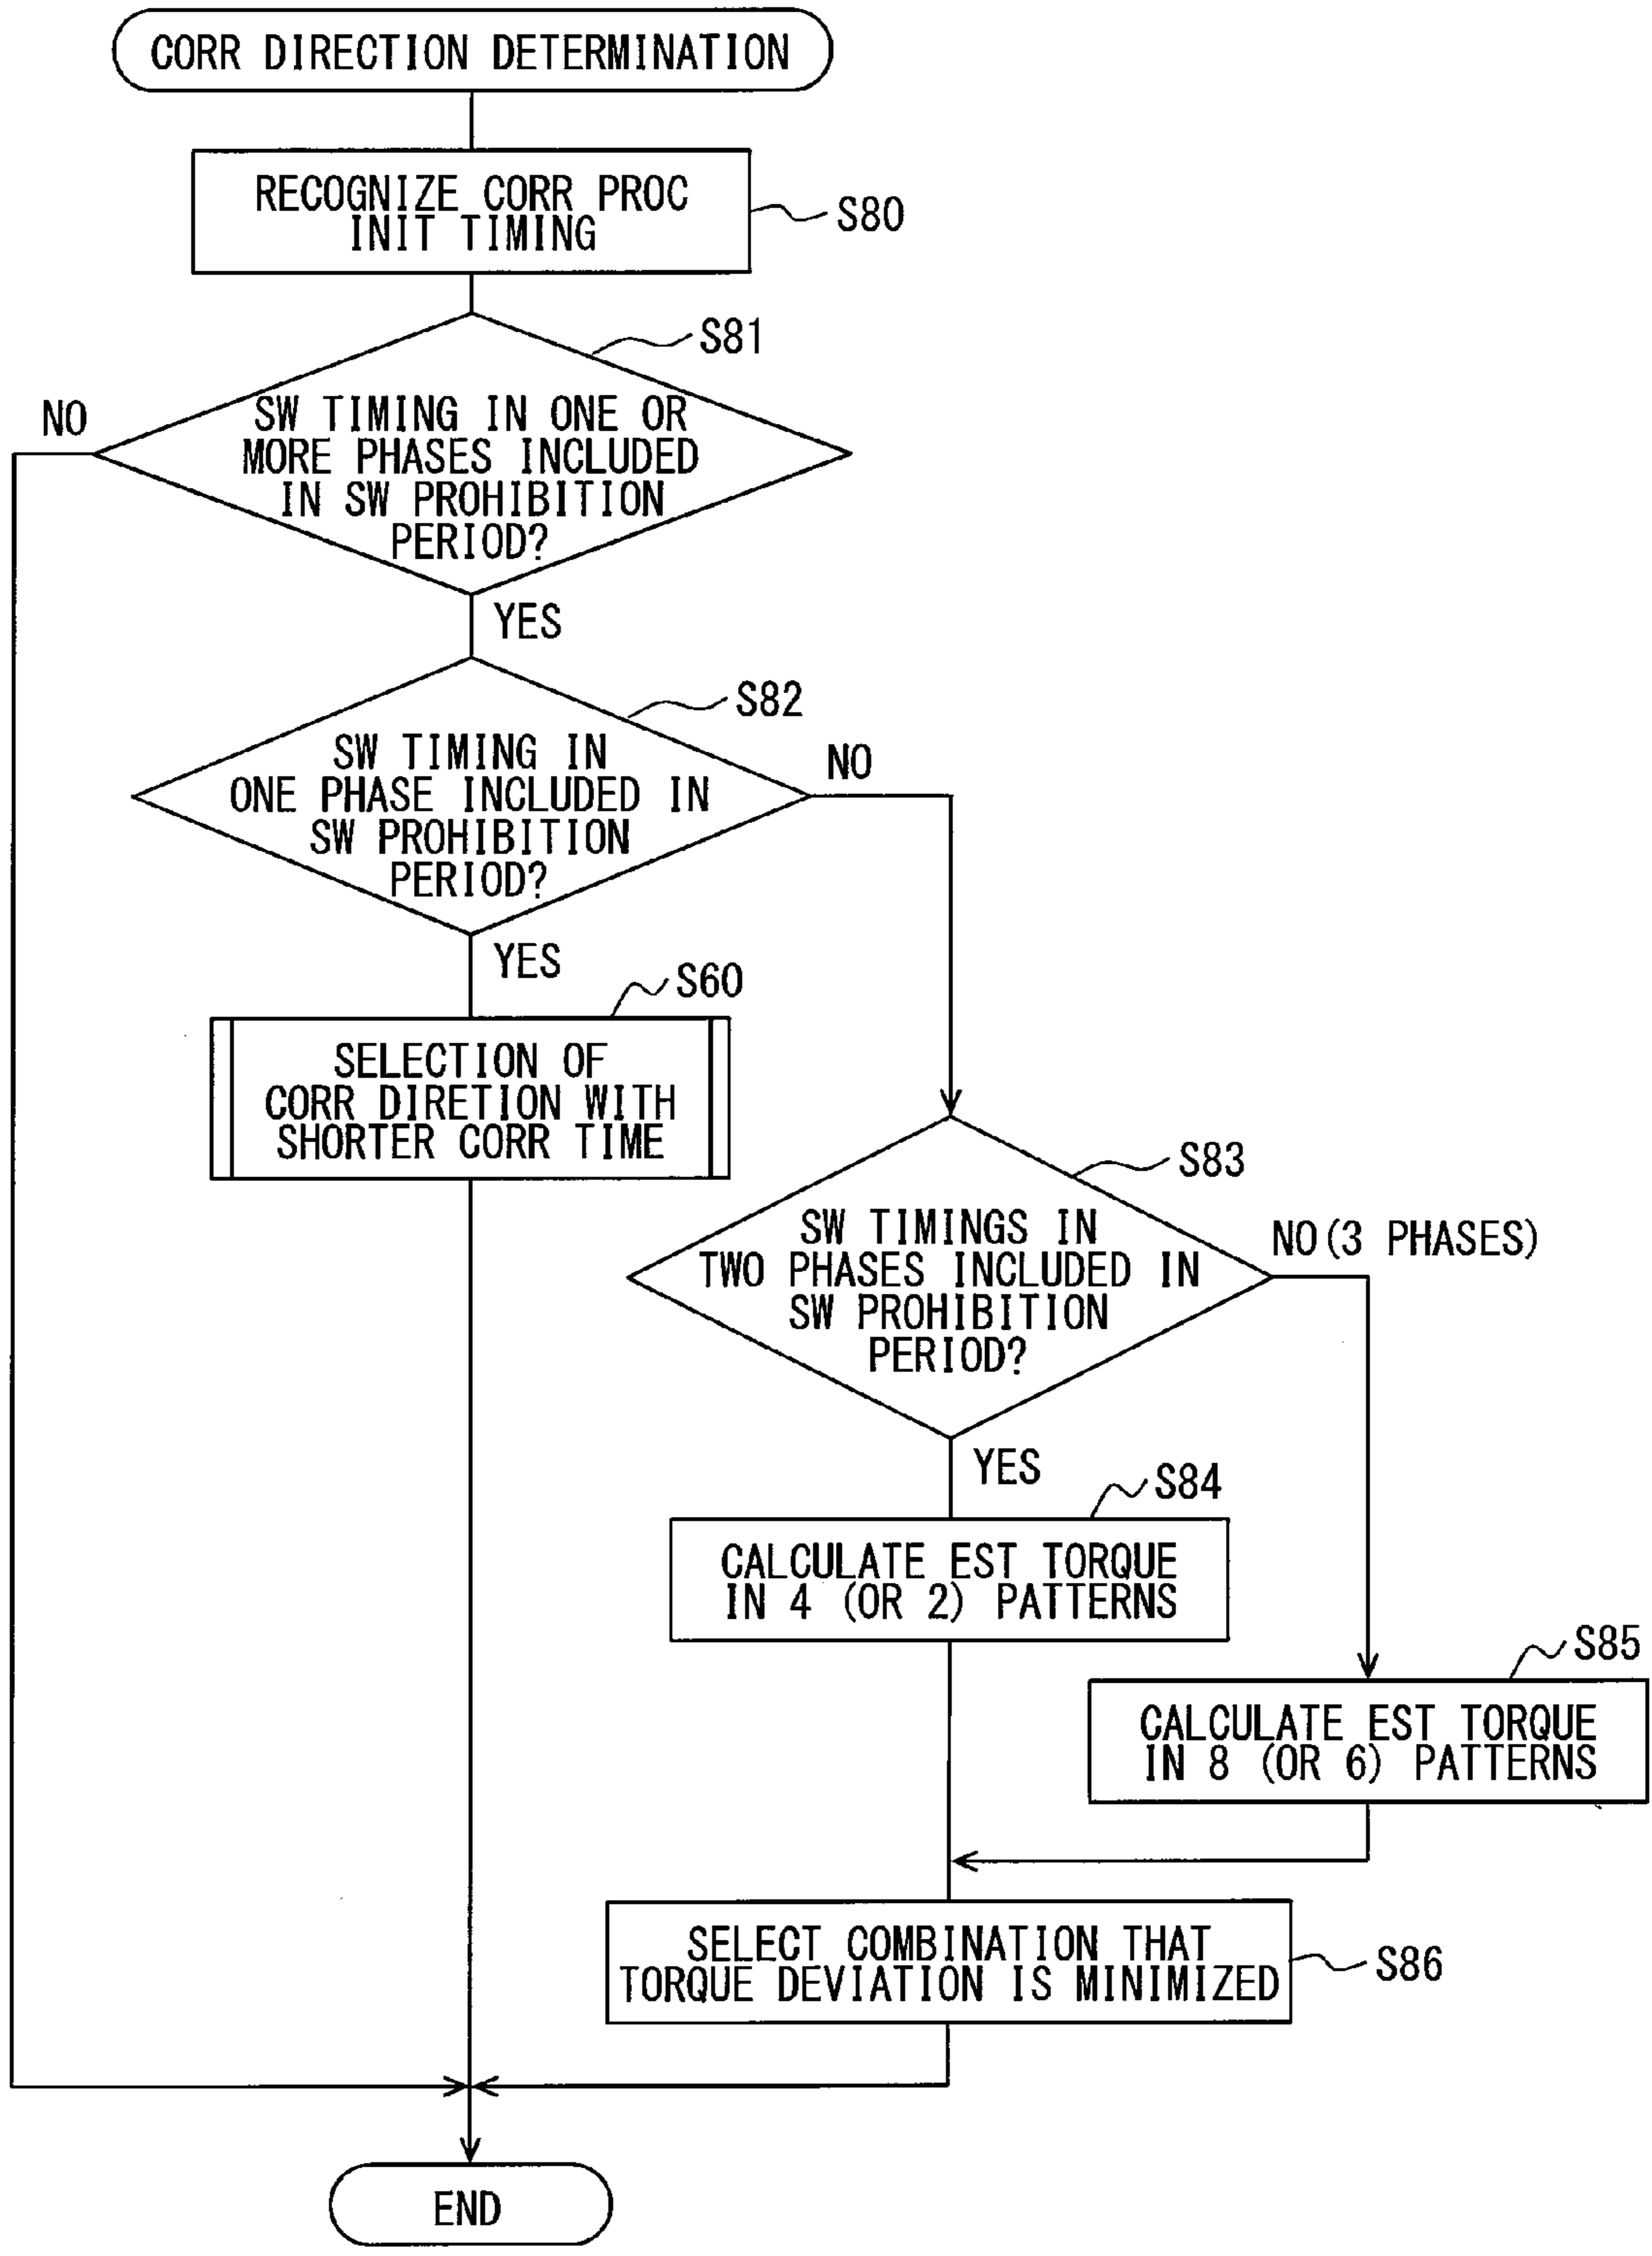 CORR DIRECTION DETERMINATION
RECOGNIZE CORR PROC
INIT TIMING
S80
S81
SW TIMING IN ONE OR
MORE PHASES INCLUDED
IN SW PROHIBITION
PERIOD?
NO
YES
S82
SW TIMING IN
ONE PHASE INCLUDED IN
SW PROHIBITION
PERIOD?
NO
YES
S60
SELECTION OF
CORR DIRETION WITH
SHORTER CORR TIME
S83
SW TIMINGS IN
TWO PHASES INCLUDED IN
SW PROHIBITION
PERIOD?
NO(3 PHASES)
YES
S84
CALCULATE EST TORQUE
IN 4 (OR 2) PATTERNS
S85
CALCULATE EST TORQUE
IN 8 (OR 6) PATTERNS
SELECT COMBINATION THAT
TORQUE DEVIATION IS MINIMIZED
S86
END